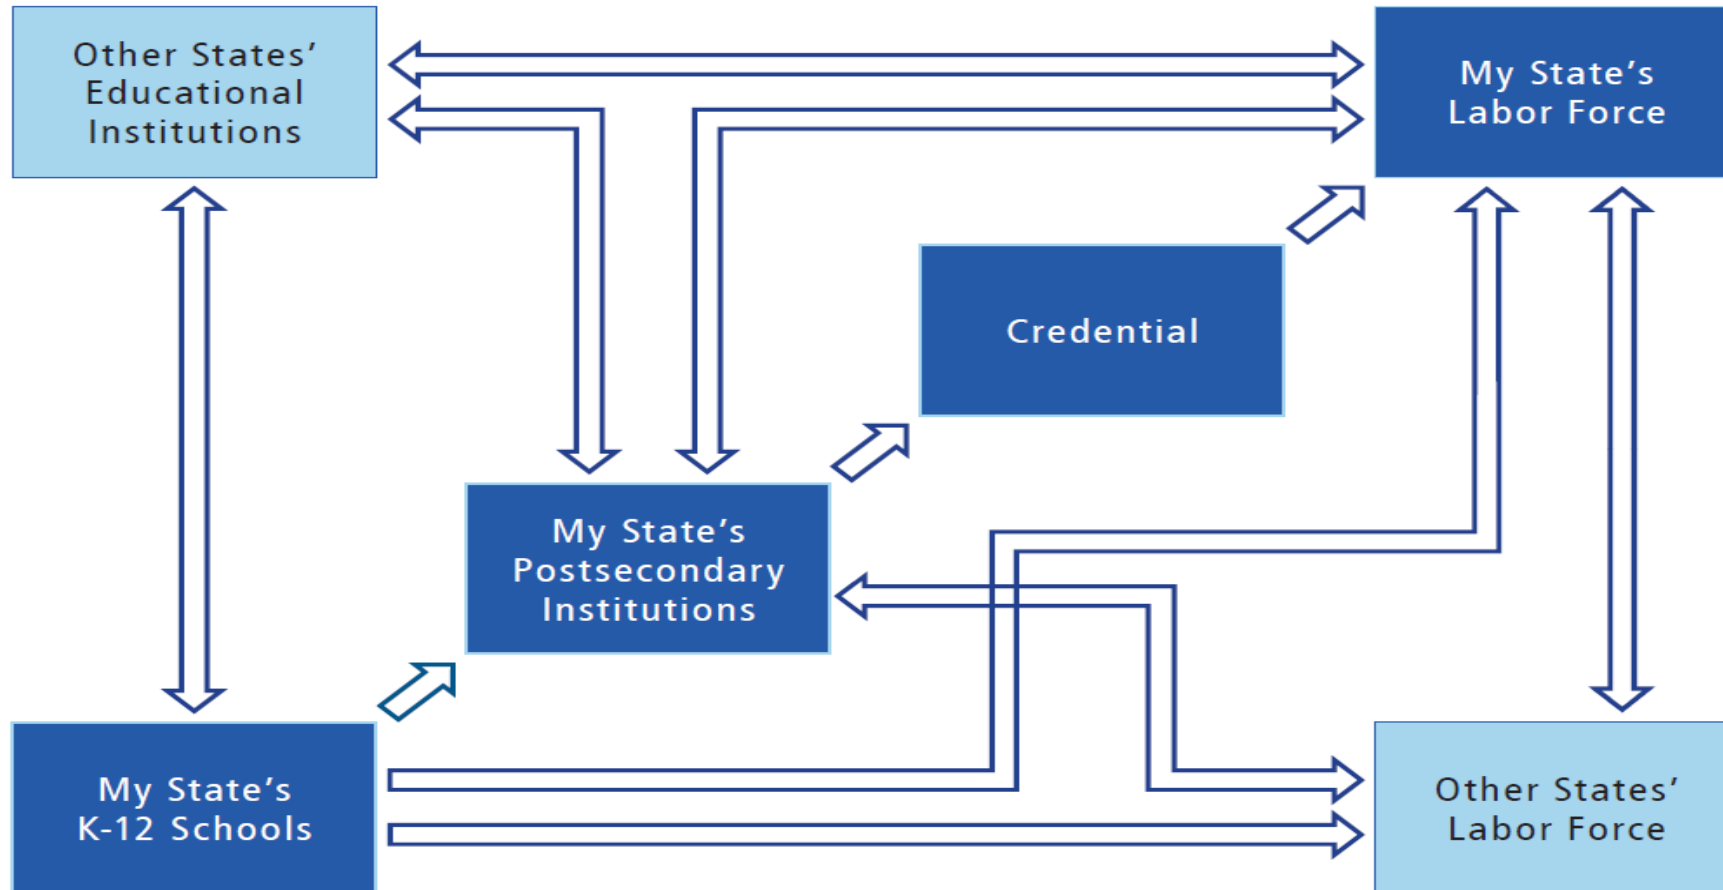 Other States’
Educational
Institutions
My State’s
Labor Force
Credential
My State’s
Postsecondary
Institutions
My State’s
K-12 Schools
Other States’
Labor Force